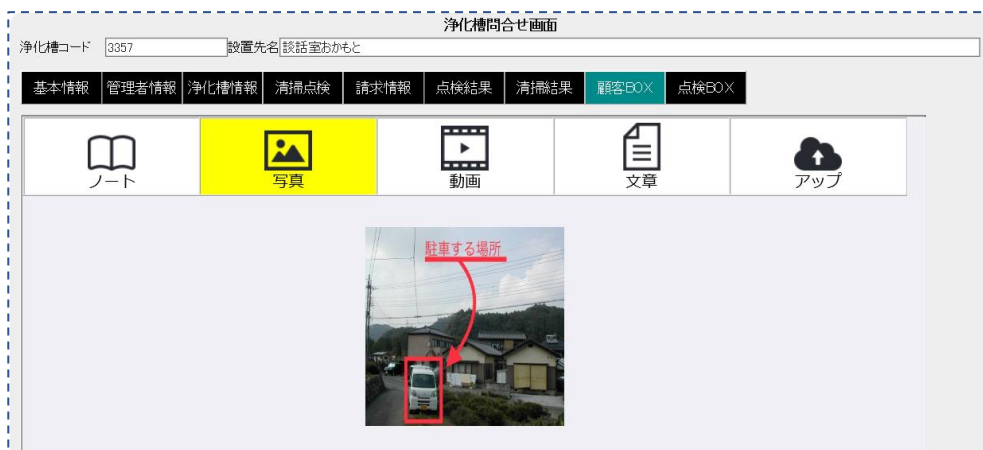 浄化槽問合せ画面
浄化槽コード 3357 設置先名 談話室おかもと
基本情報 管理者情報 浄化槽情報 清掃点検 請求情報 点検結果 清掃結果 顧客BOX 点検BOX
ノート 写真 動画 文章 アップ
駐車する場所